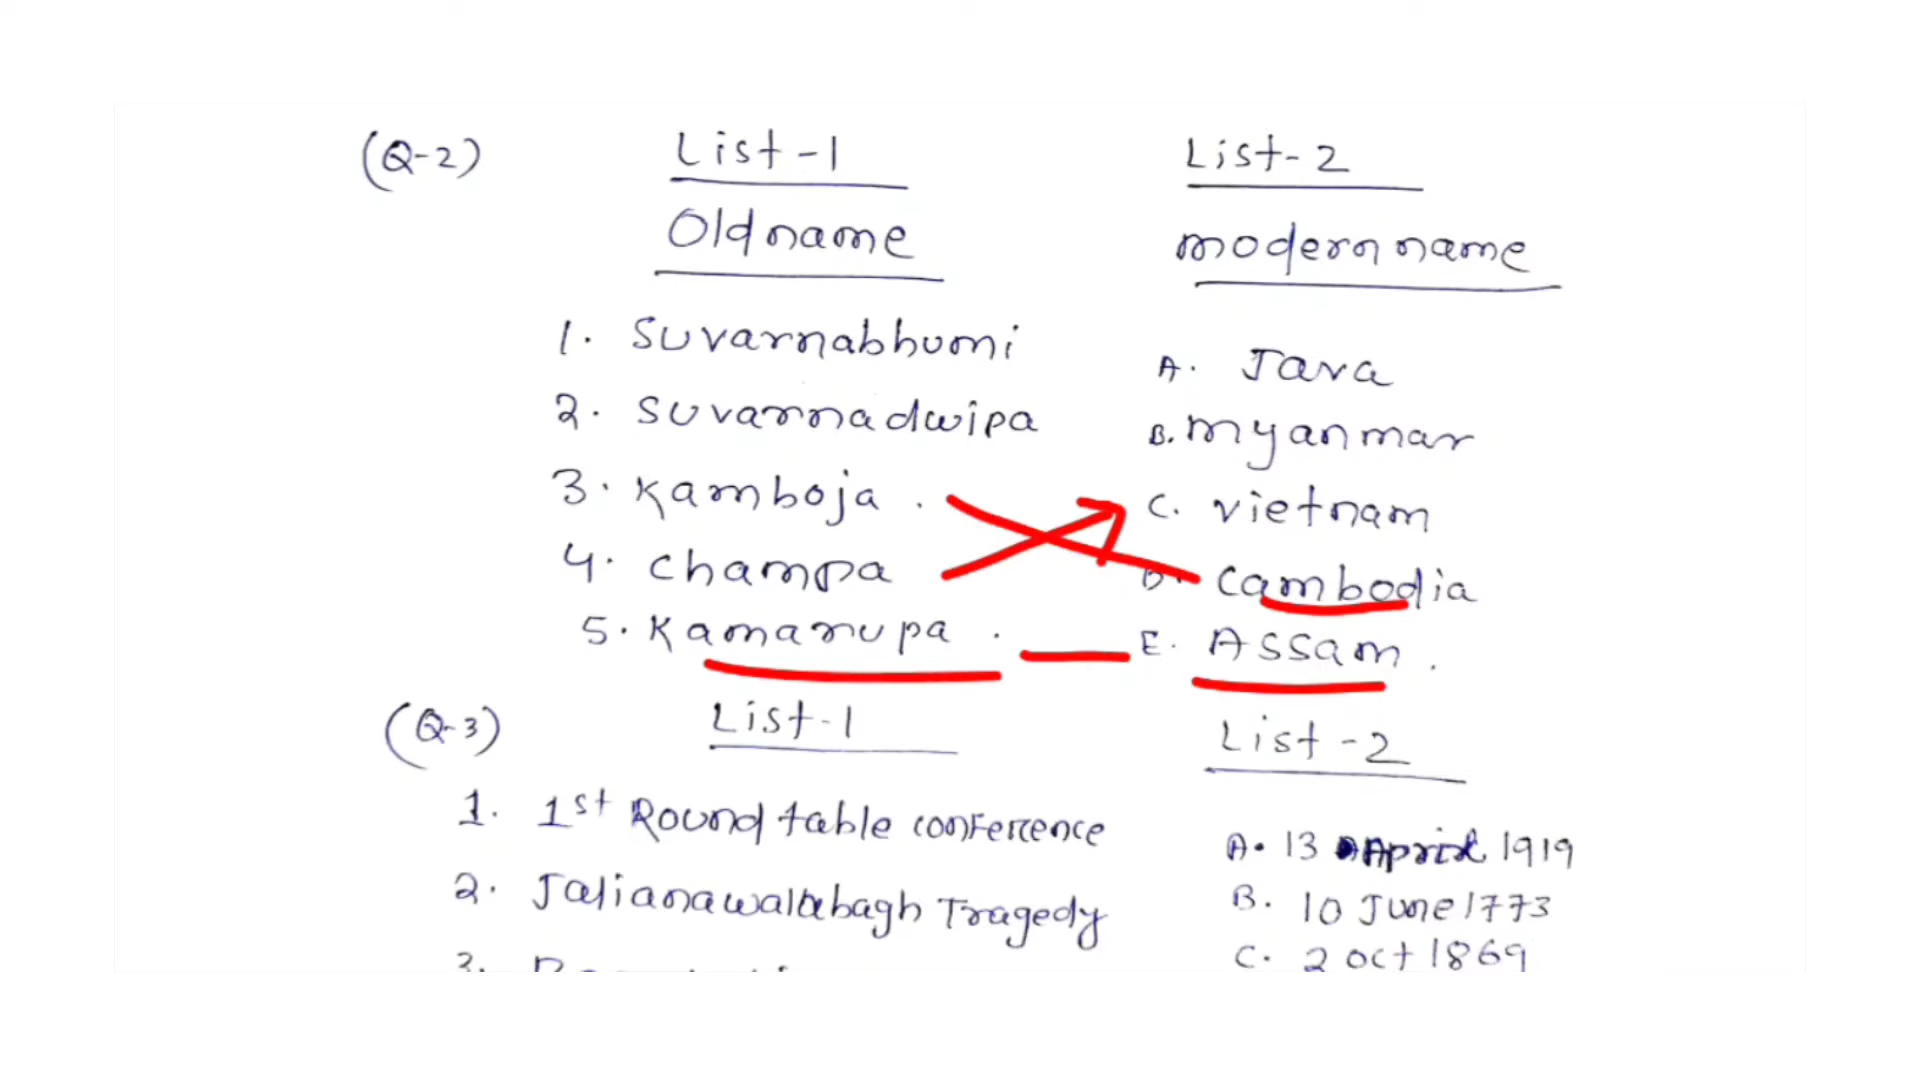 (Q-2) List-1 List-2
Old name modern name
1. Suvarnabhumi A. Java
2. Suvarnadwipa B. myanmar
3. Kamboja . C. Vietnam
4. Champa D. Cambodia
5. Kamarupa . E. Assam .
(Q-3) List-1 List-2
1. 1st Round table conference A. 13 April 1919
2. Jalianawalabagh Tragedy B. 10 June 1773
3. C. 2 oct 1869